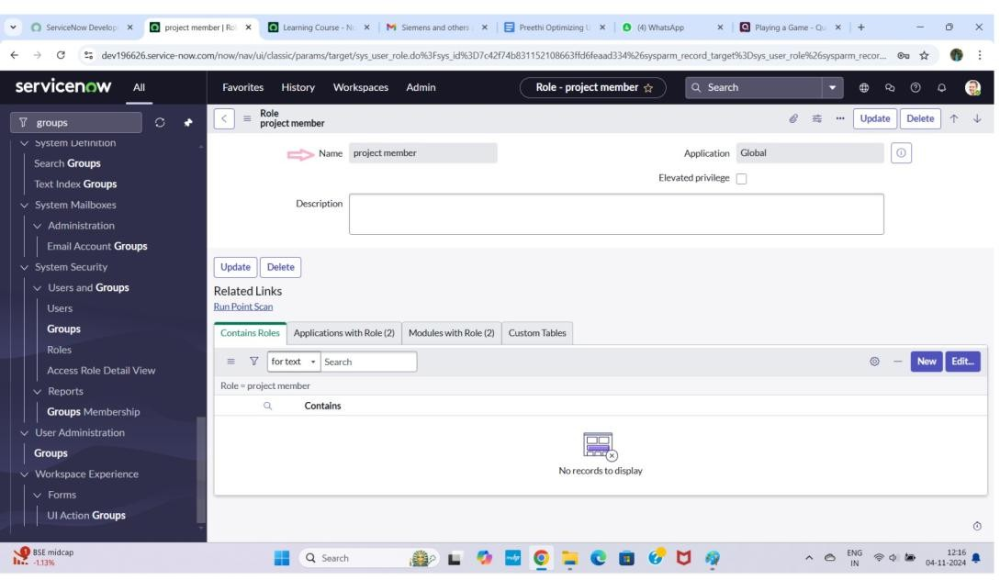 ServiceNow Develop
project member | Rol
Learning Course - No
Siemens and others
Preethi Optimizing U
(4) WhatsApp
Playing a Game - Qui
dev196626.service-now.com/now/nav/ui/classic/params/target/sys_user_role.do%3Fsys_id%3D7c42f74b831152108663ffd6feaad334%26sysparm_record_target%3Dsys_user_role%26sysparm_recor...
servicenow All Favorites History Workspaces Admin Role - project member Search
groups
System Definition
Search Groups
Text Index Groups
System Mailboxes
Administration
Email Account Groups
System Security
Users and Groups
Users
Groups
Roles
Access Role Detail View
Reports
Groups Membership
User Administration
Groups
Workspace Experience
Forms
UI Action Groups
Role
project member
Update Delete
Name project member
Application Global
Elevated privilege
Description
Update Delete
Related Links
Run Point Scan
Contains Roles Applications with Role (2) Modules with Role (2) Custom Tables
for text Search New Edit...
Role = project member
Contains
No records to display
1
BSE midcap
-1.13%
Search
ENG
IN
12:16
04-11-2024